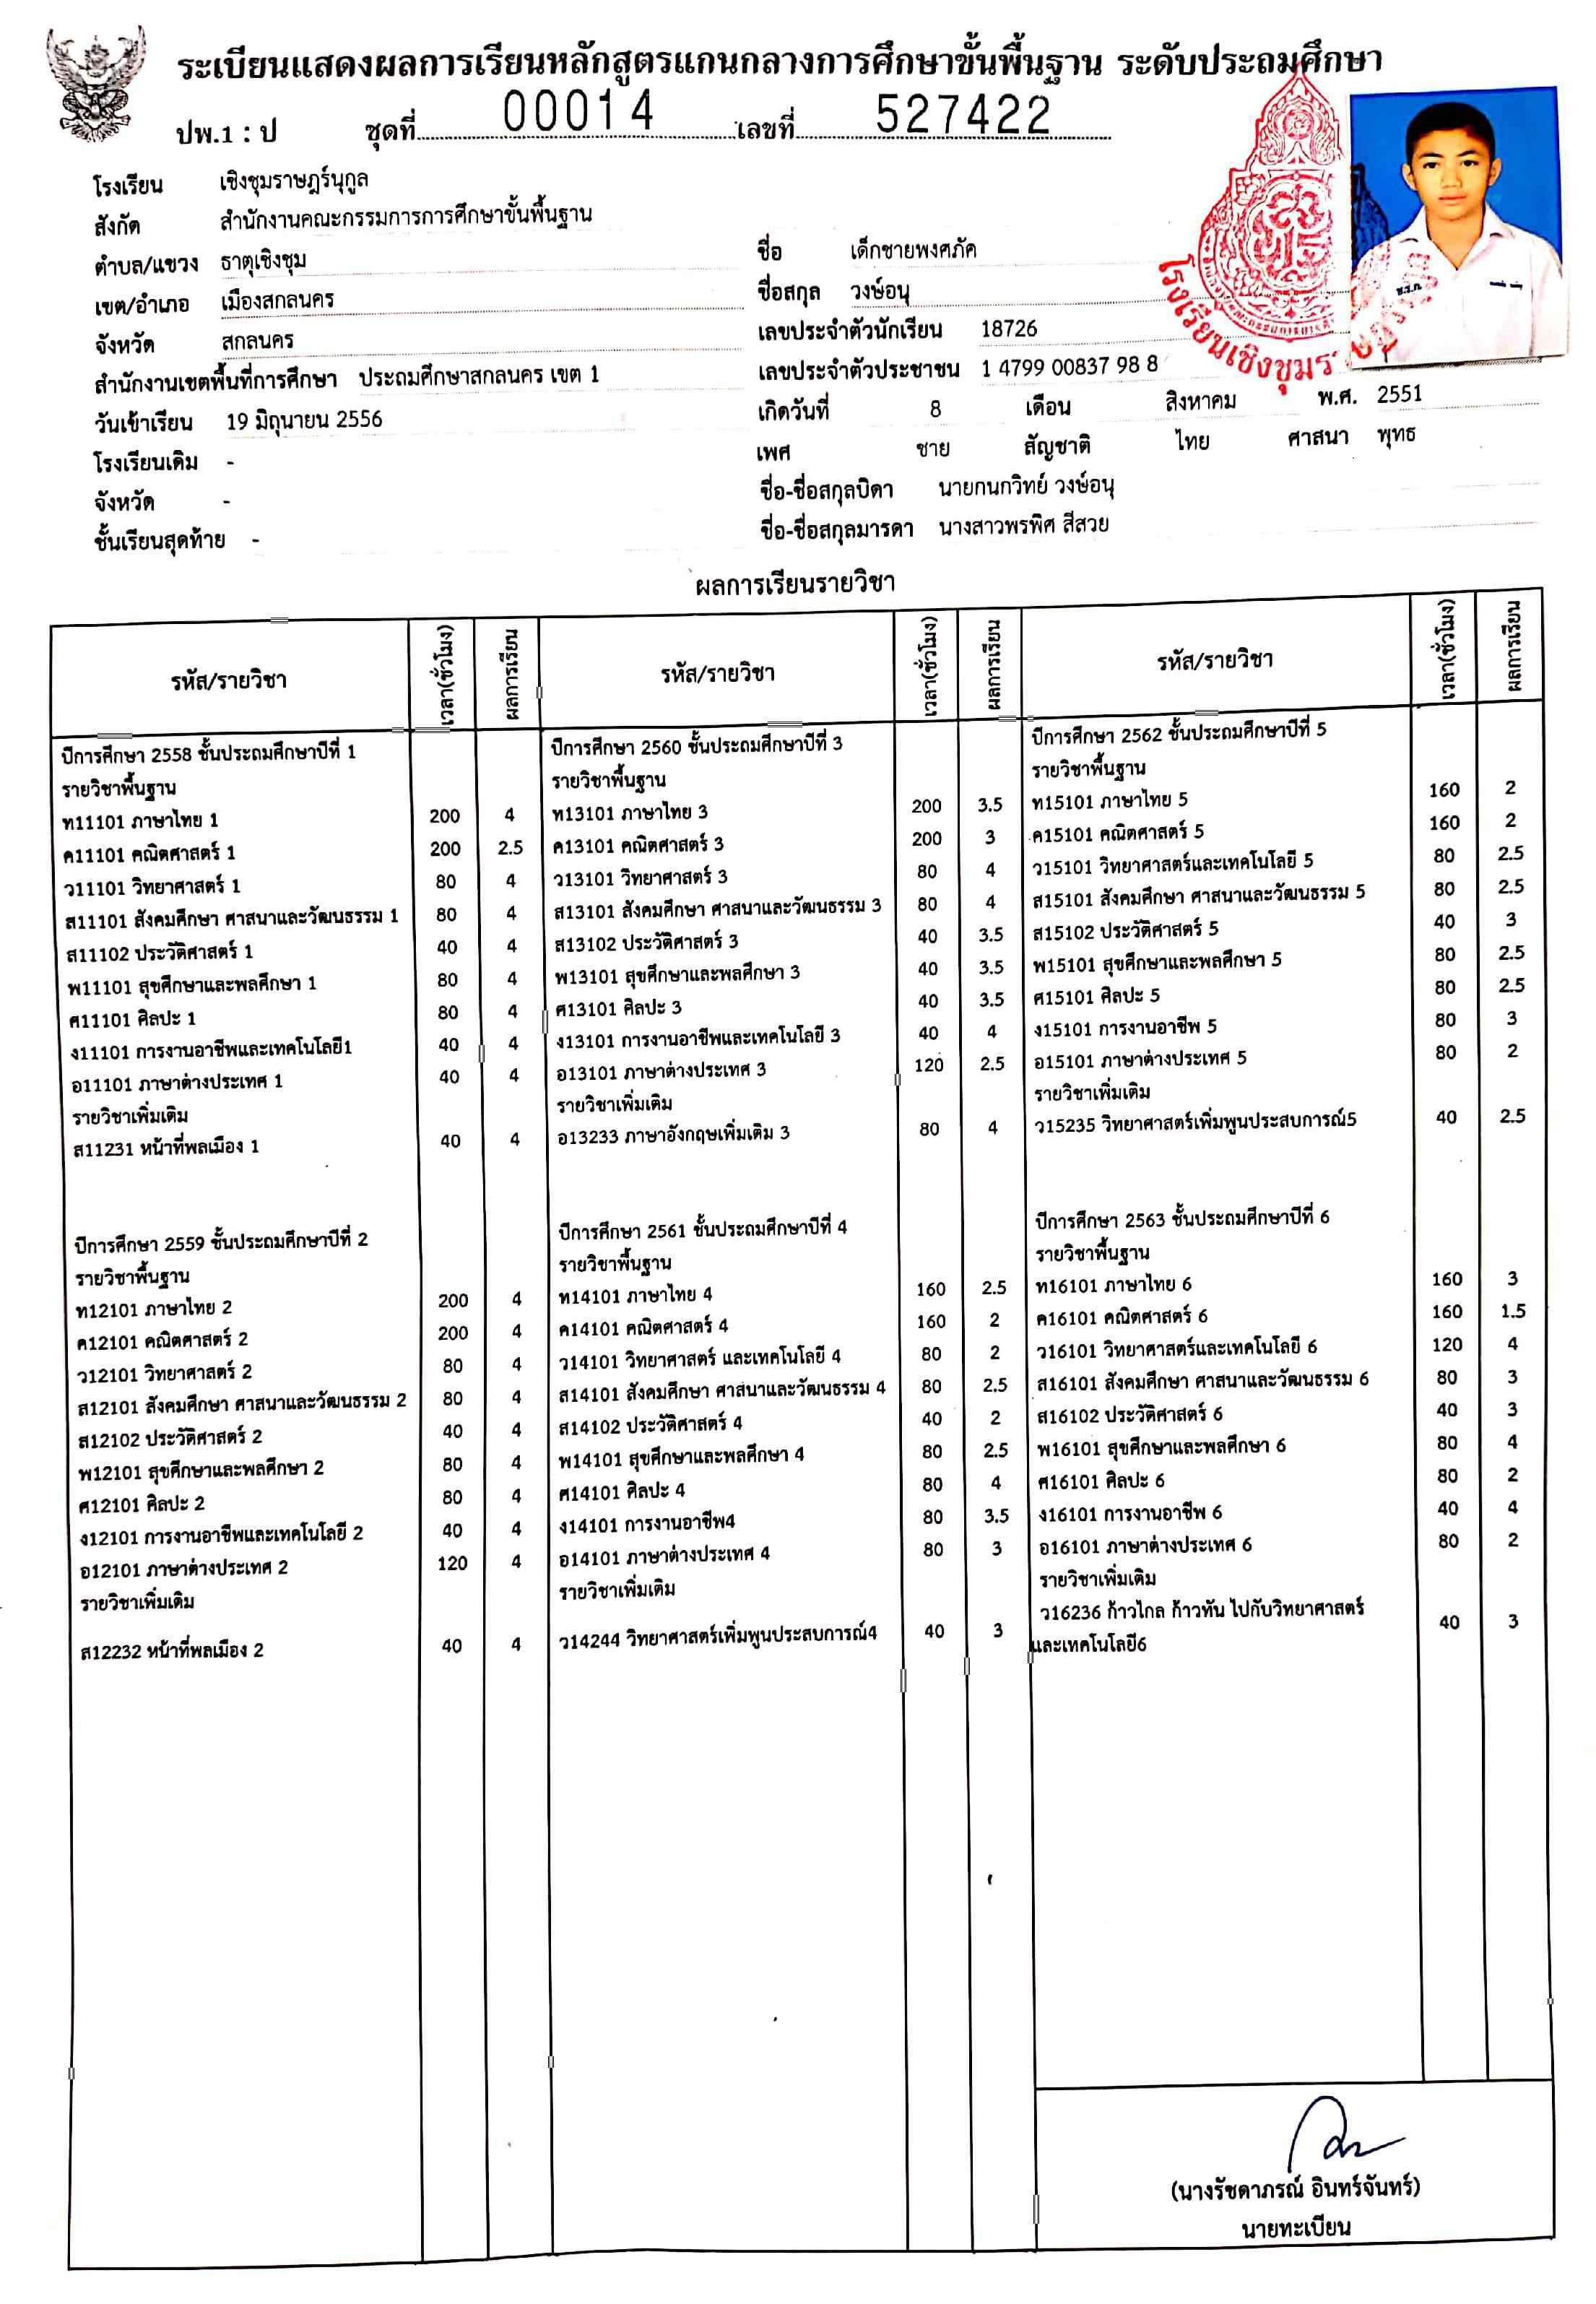 ระเบียนแสดงผลการเรียนหลักสูตรแกนกลางการศึกษาขั้นพื้นฐาน ระดับประถมศึกษา
ปพ.1 : ป ชุดที่ 00014 เลขที่ 527422
โรงเรียน เชิงชุมราษฎร์นุกูล
สังกัด สำนักงานคณะกรรมการการศึกษาขั้นพื้นฐาน
ตำบล/แขวง ธาตุเชิงชุม
เขต/อำเภอ เมืองสกลนคร
จังหวัด สกลนคร
สำนักงานเขตพื้นที่การศึกษา ประถมศึกษาสกลนคร เขต 1
วันเข้าเรียน 19 มิถุนายน 2556
โรงเรียนเดิม -
จังหวัด -
ชั้นเรียนสุดท้าย -
ชื่อ เด็กชายพงศภัค
ชื่อสกุล วงษ์อนุ
เลขประจำตัวนักเรียน 18726
เลขประจำตัวประชาชน 1 4799 00837 98 8
เกิดวันที่ 8 เดือน สิงหาคม พ.ศ. 2551
เพศ ชาย สัญชาติ ไทย ศาสนา พุทธ
ชื่อ-ชื่อสกุลบิดา นายกนกวิทย์ วงษ์อนุ
ชื่อ-ชื่อสกุลมารดา นางสาวพรพิศ สีสวย
โรงเรียนเชิงชุมรา
ช.ส.ก.
ผลการเรียนรายวิชา
รหัส/รายวิชา เวลา(ชั่วโมง) ผลการเรียน
ปีการศึกษา 2558 ชั้นประถมศึกษาปีที่ 1
รายวิชาพื้นฐาน
ท11101 ภาษาไทย 1 200 4
ค11101 คณิตศาสตร์ 1 200 2.5
ว11101 วิทยาศาสตร์ 1 80 4
ส11101 สังคมศึกษา ศาสนาและวัฒนธรรม 1 80 4
ส11102 ประวัติศาสตร์ 1 40 4
พ11101 สุขศึกษาและพลศึกษา 1 80 4
ศ11101 ศิลปะ 1 80 4
ง11101 การงานอาชีพและเทคโนโลยี1 40 4
อ11101 ภาษาต่างประเทศ 1 40 4
รายวิชาเพิ่มเติม
ส11231 หน้าที่พลเมือง 1 40 4
ปีการศึกษา 2559 ชั้นประถมศึกษาปีที่ 2
รายวิชาพื้นฐาน
ท12101 ภาษาไทย 2 200 4
ค12101 คณิตศาสตร์ 2 200 4
ว12101 วิทยาศาสตร์ 2 80 4
ส12101 สังคมศึกษา ศาสนาและวัฒนธรรม 2 80 4
ส12102 ประวัติศาสตร์ 2 40 4
พ12101 สุขศึกษาและพลศึกษา 2 80 4
ศ12101 ศิลปะ 2 80 4
ง12101 การงานอาชีพและเทคโนโลยี 2 40 4
อ12101 ภาษาต่างประเทศ 2 120 4
รายวิชาเพิ่มเติม
ส12232 หน้าที่พลเมือง 2 40 4
รหัส/รายวิชา เวลา(ชั่วโมง) ผลการเรียน
ปีการศึกษา 2560 ชั้นประถมศึกษาปีที่ 3
รายวิชาพื้นฐาน
ท13101 ภาษาไทย 3 200 3.5
ค13101 คณิตศาสตร์ 3 200 3
ว13101 วิทยาศาสตร์ 3 80 4
ส13101 สังคมศึกษา ศาสนาและวัฒนธรรม 3 80 4
ส13102 ประวัติศาสตร์ 3 40 3.5
พ13101 สุขศึกษาและพลศึกษา 3 40 3.5
ศ13101 ศิลปะ 3 40 3.5
ง13101 การงานอาชีพและเทคโนโลยี 3 40 4
อ13101 ภาษาต่างประเทศ 3 120 2.5
รายวิชาเพิ่มเติม
อ13233 ภาษาอังกฤษเพิ่มเติม 3 80 4
ปีการศึกษา 2561 ชั้นประถมศึกษาปีที่ 4
รายวิชาพื้นฐาน
ท14101 ภาษาไทย 4 160 2.5
ค14101 คณิตศาสตร์ 4 160 2
ว14101 วิทยาศาสตร์ และเทคโนโลยี 4 80 2
ส14101 สังคมศึกษา ศาสนาและวัฒนธรรม 4 80 2.5
ส14102 ประวัติศาสตร์ 4 40 2
พ14101 สุขศึกษาและพลศึกษา 4 80 2.5
ศ14101 ศิลปะ 4 80 4
ง14101 การงานอาชีพ4 80 3.5
อ14101 ภาษาต่างประเทศ 4 80 3
รายวิชาเพิ่มเติม
ว14244 วิทยาศาสตร์เพิ่มพูนประสบการณ์4 40 3
รหัส/รายวิชา เวลา(ชั่วโมง) ผลการเรียน
ปีการศึกษา 2562 ชั้นประถมศึกษาปีที่ 5
รายวิชาพื้นฐาน
ท15101 ภาษาไทย 5 160 2
ค15101 คณิตศาสตร์ 5 160 2
ว15101 วิทยาศาสตร์และเทคโนโลยี 5 80 2.5
ส15101 สังคมศึกษา ศาสนาและวัฒนธรรม 5 80 2.5
ส15102 ประวัติศาสตร์ 5 40 3
พ15101 สุขศึกษาและพลศึกษา 5 80 2.5
ศ15101 ศิลปะ 5 80 2.5
ง15101 การงานอาชีพ 5 80 3
อ15101 ภาษาต่างประเทศ 5 80 2
รายวิชาเพิ่มเติม
ว15235 วิทยาศาสตร์เพิ่มพูนประสบการณ์5 40 2.5
ปีการศึกษา 2563 ชั้นประถมศึกษาปีที่ 6
รายวิชาพื้นฐาน
ท16101 ภาษาไทย 6 160 3
ค16101 คณิตศาสตร์ 6 160 1.5
ว16101 วิทยาศาสตร์และเทคโนโลยี 6 120 4
ส16101 สังคมศึกษา ศาสนาและวัฒนธรรม 6 80 3
ส16102 ประวัติศาสตร์ 6 40 3
พ16101 สุขศึกษาและพลศึกษา 6 80 4
ศ16101 ศิลปะ 6 80 2
ง16101 การงานอาชีพ 6 40 4
อ16101 ภาษาต่างประเทศ 6 80 2
รายวิชาเพิ่มเติม
ว16236 ก้าวไกล ก้าวทัน ไปกับวิทยาศาสตร์ 40 3
และเทคโนโลยี6
(นางรัชดาภรณ์ อินทร์จันทร์)
นายทะเบียน